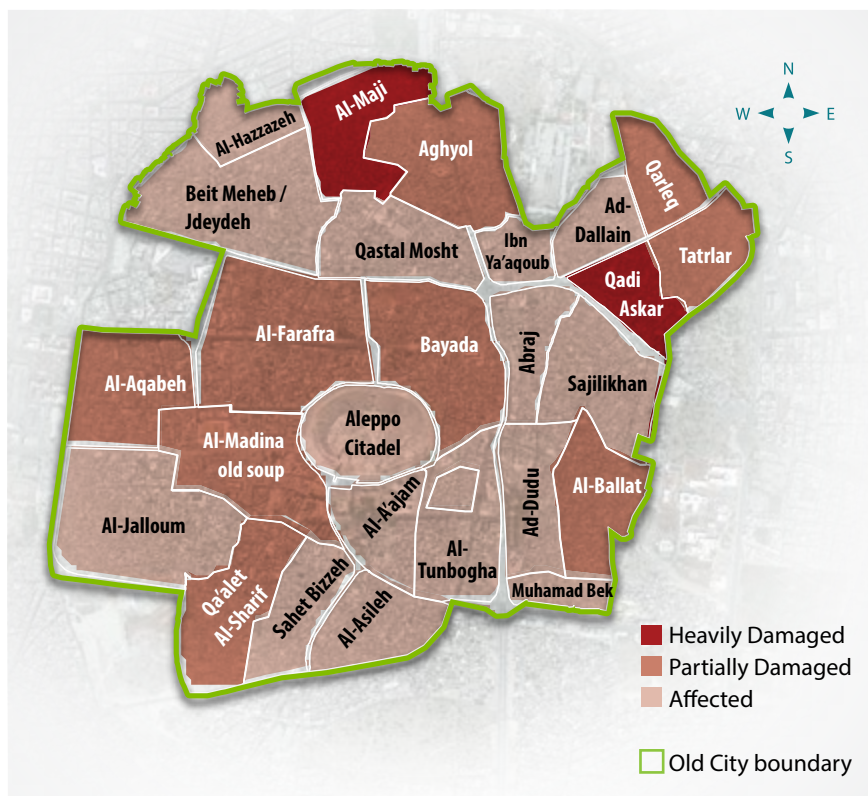 N
W
E
S
Al-Hazzazeh
Al-Maji
Aghyol
Qarleq
Beit Meheb /
Jdeydeh
Qastal Mosht
Ibn
Ya'aqoub
Ad-
Dallain
Tatrlar
Qadi
Askar
Al-Farafra
Bayada
Abraj
Sajilikhan
Al-Aqabeh
Aleppo
Citadel
Al-Madina
old soup
Al-Jalloum
Al-A'ajam
Al-
Tunbogha
Ad-Dudu
Al-Ballat
Qa'alet
Al-Sharif
Sahet Bizzeh
Al-Asileh
Muhamad Bek
Heavily Damaged
Partially Damaged
Affected
Old City boundary